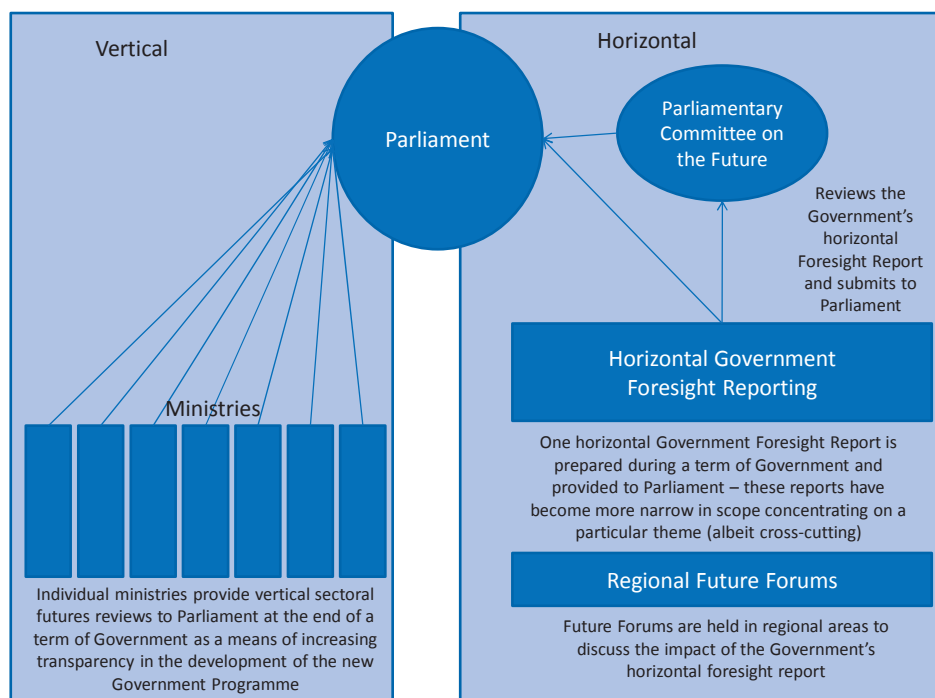 Vertical
Parliament
Ministries
Individual ministries provide vertical sectoral
futures reviews to Parliament at the end of a
term of Government as a means of increasing
transparency in the development of the new
Government Programme
Horizontal
Parliamentary
Committee on
the Future
Reviews the
Government’s
horizontal
Foresight Report
and submits to
Parliament
Horizontal Government
Foresight Reporting
One horizontal Government Foresight Report is
prepared during a term of Government and
provided to Parliament – these reports have
become more narrow in scope concentrating on a
particular theme (albeit cross-cutting)
Regional Future Forums
Future Forums are held in regional areas to
discuss the impact of the Government’s
horizontal foresight report